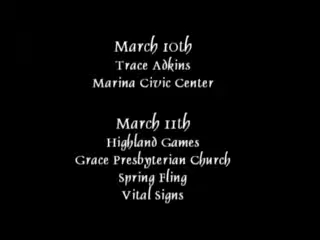 March 10th
Trace Adkins
Marina Civic Center
March 11th
Highland Games
Grace Presbyterian Church
Spring Fling
Vital Signs